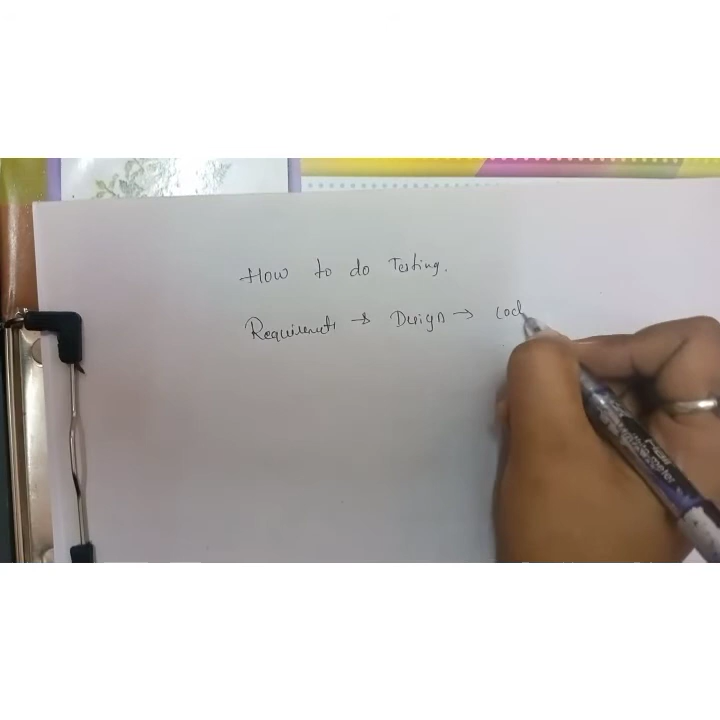 How to do Testing.
Requirements → Design → Cod